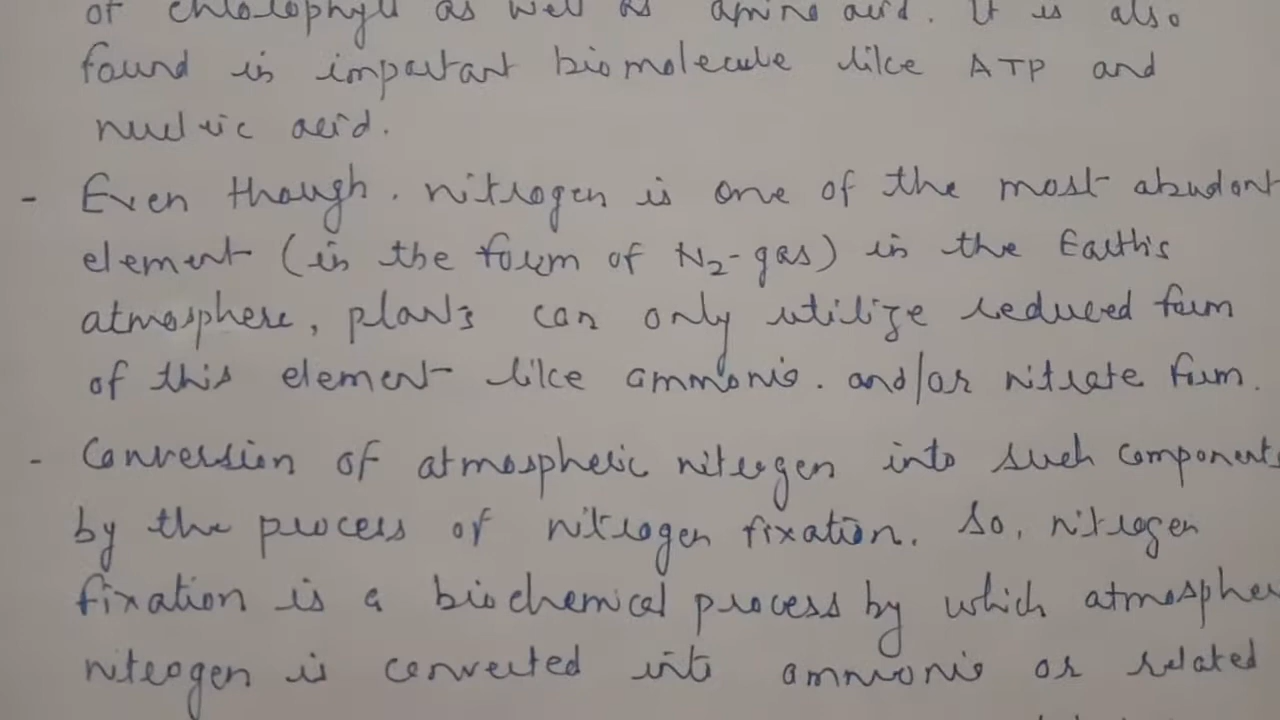 of chlorophyll as well as amino acid. It is also
found in important biomolecule like ATP and
nucleic acid.
- Even though. nitrogen is one of the most abudant
element (in the form of N2-gas) in the Earth's
atmosphere, plants can only utilize reduced form
of this element like ammonia. and/or nitrate form.
- Conversion of atmospheric nitrogen into such components
by the process of nitrogen fixation. So, nitrogen
fixation is a biochemical process by which atmospher
nitrogen is converted into ammonia or related